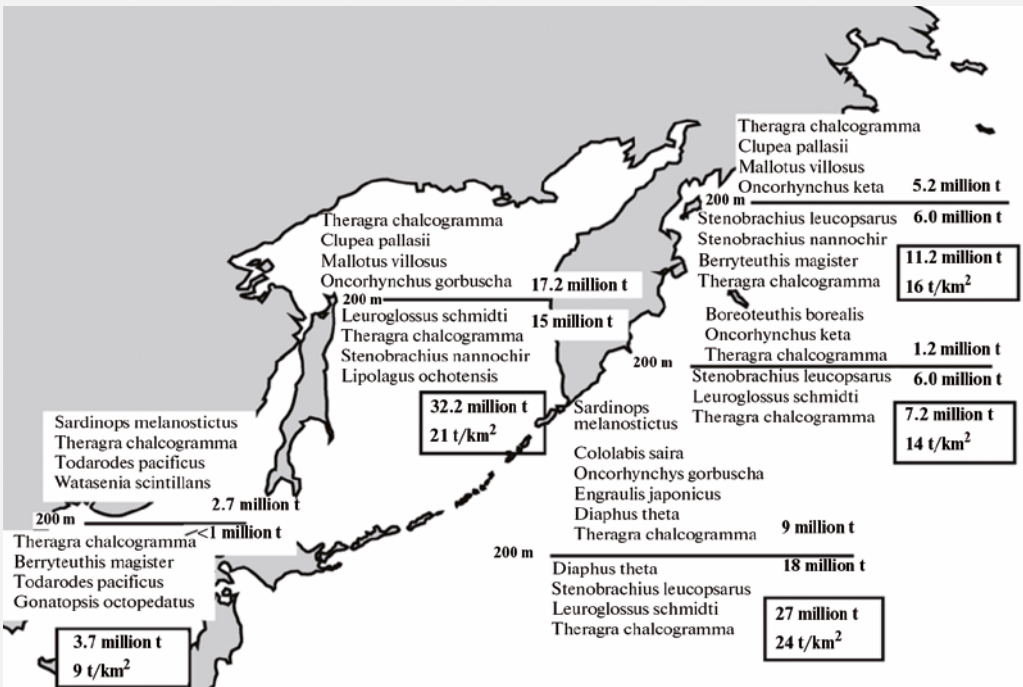 Theragra chalcogramma
Clupea pallasii
Mallotus villosus
Oncorhynchus keta 5.2 million t
200 m
Stenobrachius leucopsarus 6.0 million t
Stenobrachius nannochir
Berryteuthis magister
Theragra chalcogramma
11.2 million t
16 t/km²
Boreoteuthis borealis
Oncorhynchus keta
Theragra chalcogramma 1.2 million t
200 m
Stenobrachius leucopsarus 6.0 million t
Leuroglossus schmidti
Theragra chalcogramma
7.2 million t
14 t/km²
Theragra chalcogramma
Clupea pallasii
Mallotus villosus
Oncorhynchus gorbuscha 17.2 million t
200 m
Leuroglossus schmidti 15 million t
Theragra chalcogramma
Stenobrachius nannochir
Lipolagus ochotensis
32.2 million t
21 t/km²
Sardinops
melanostictus
Cololabis saira
Oncorhynchys gorbuscha
Engraulis japonicus
Diaphus theta
Theragra chalcogramma 9 million t
200 m
Diaphus theta 18 million t
Stenobrachius leucopsarus
Leuroglossus schmidti
Theragra chalcogramma
27 million t
24 t/km²
Sardinops melanostictus
Theragra chalcogramma
Todarodes pacificus
Watasenia scintillans
2.7 million t
200 m
<1 million t
Theragra chalcogramma
Berryteuthis magister
Todarodes pacificus
Gonatopsis octopedatus
3.7 million t
9 t/km²